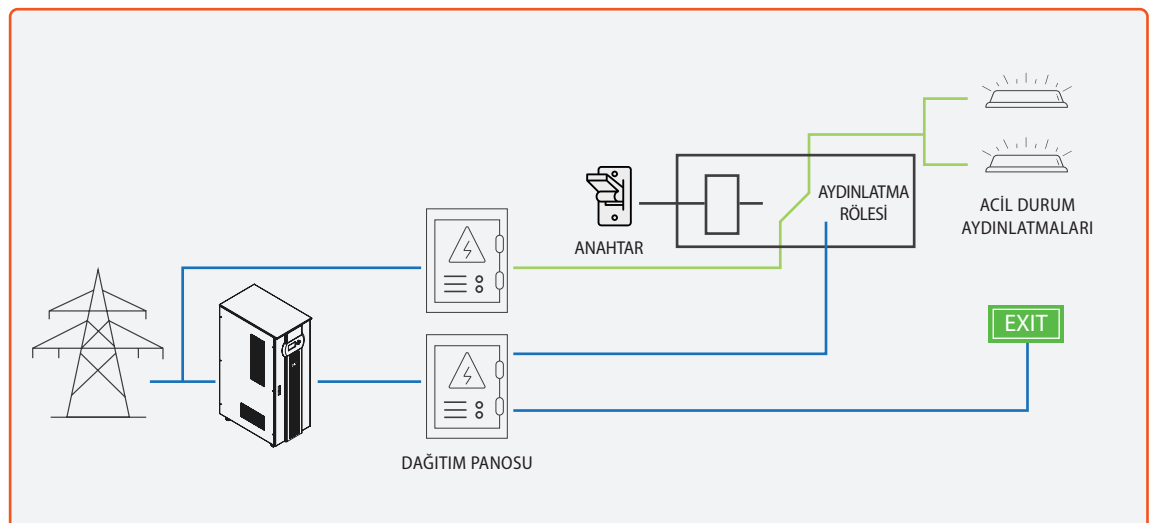 ACİL DURUM
AYDINLATMALARI
AYDINLATMA
RÖLESİ
ANAHTAR
EXIT
DAĞITIM PANOSU